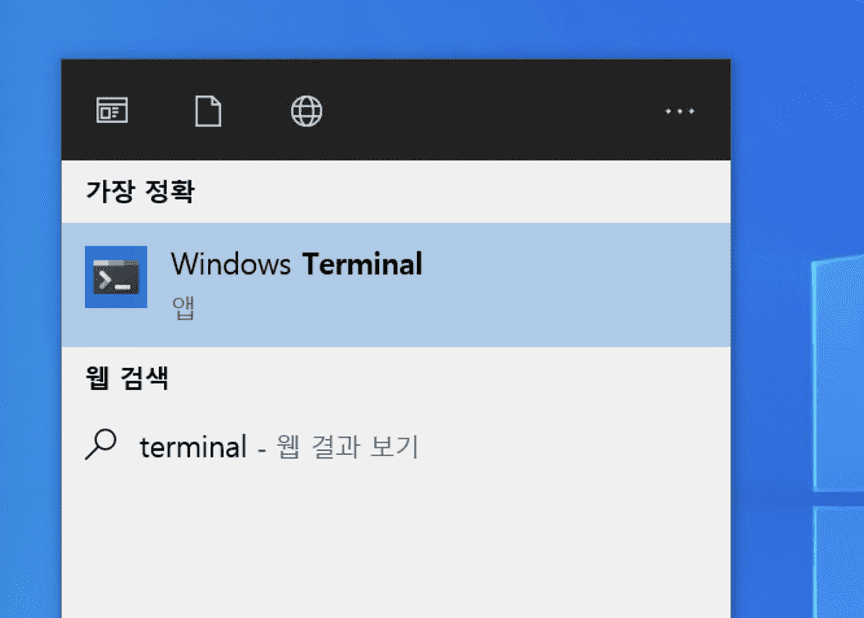 가장 정확
Windows Terminal
앱
웹 검색
terminal - 웹 결과 보기